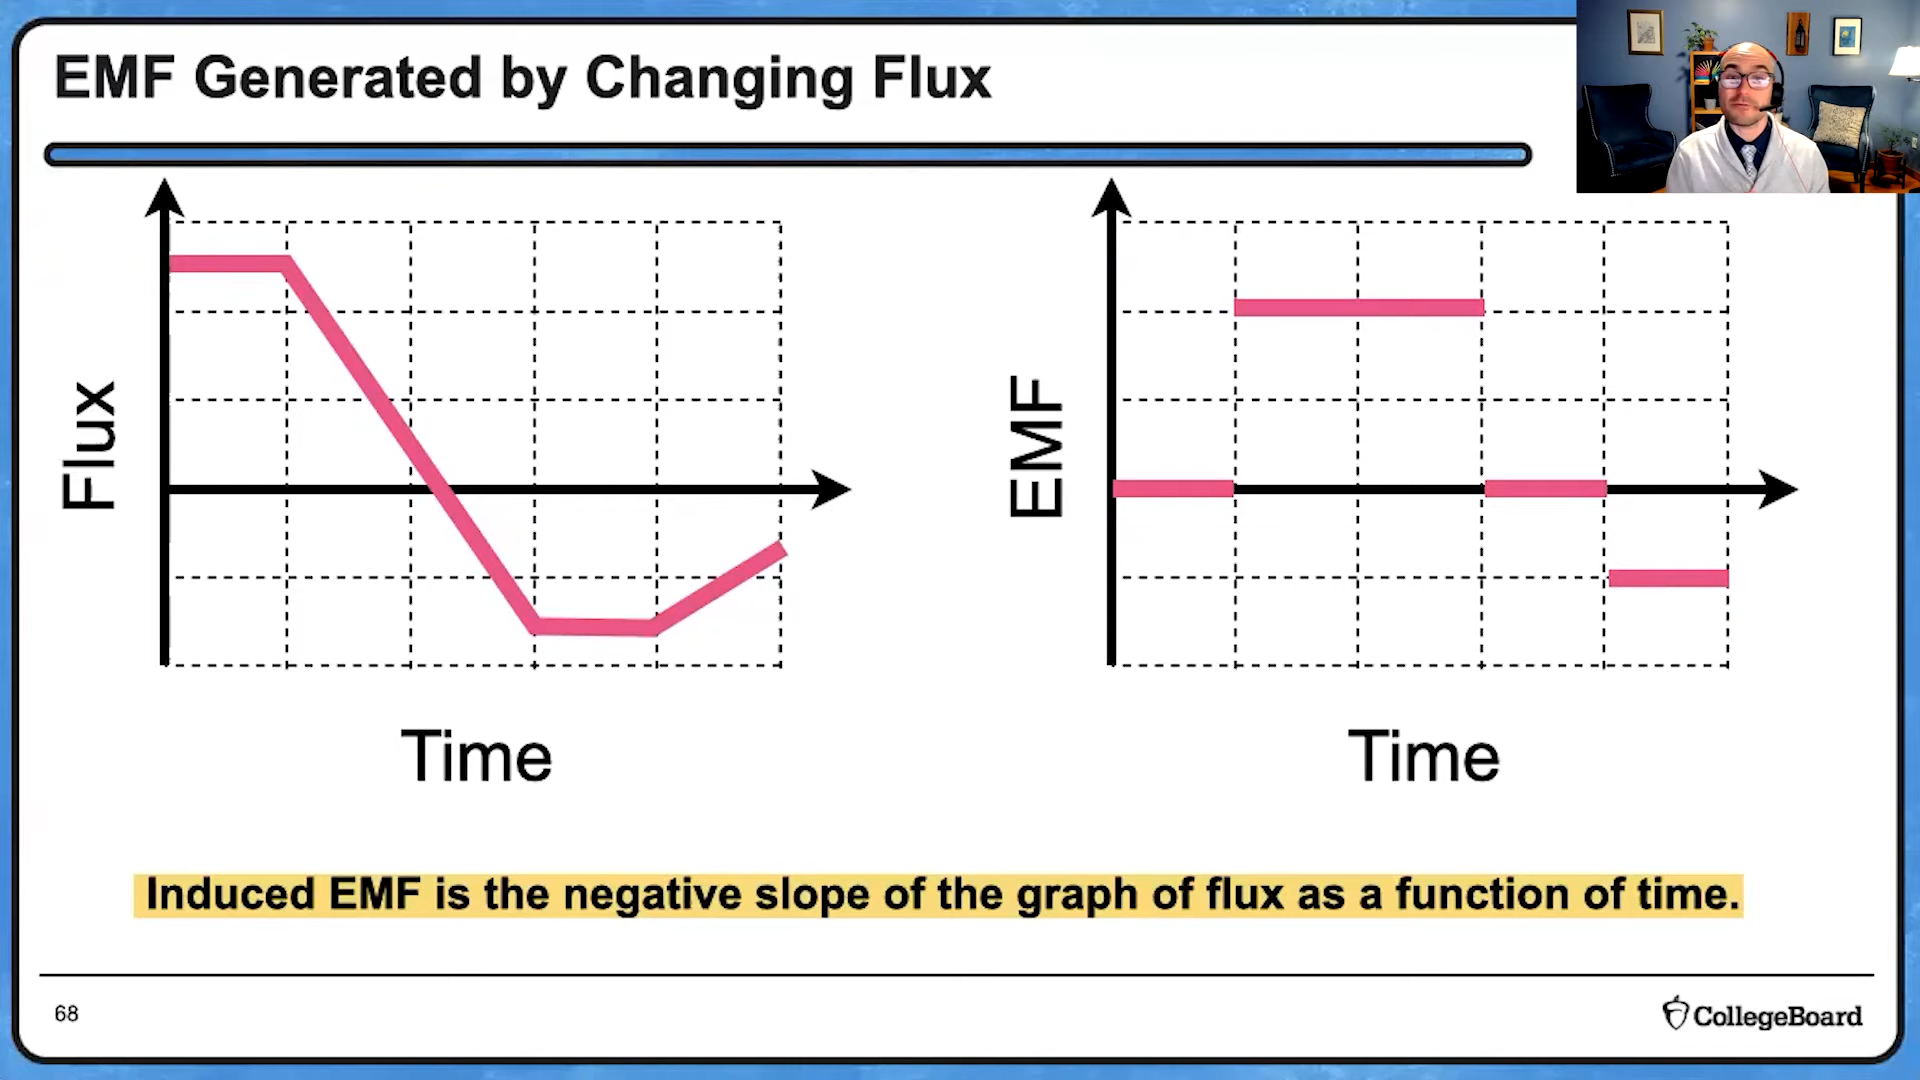 EMF Generated by Changing Flux
Flux
Time
EMF
Time
Induced EMF is the negative slope of the graph of flux as a function of time.
68
CollegeBoard